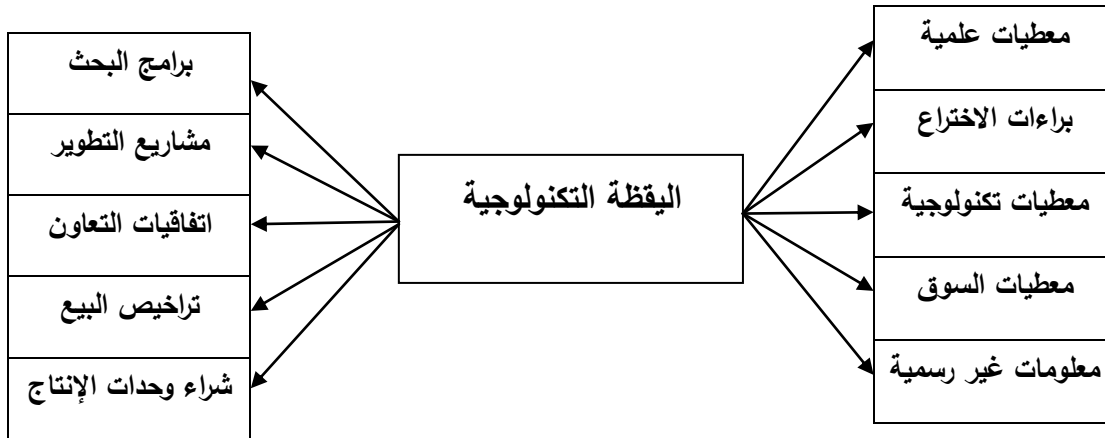 معطيات علمية
براءات الاختراع
معطيات تكنولوجية
معطيات السوق
معلومات غير رسمية
اليقظة التكنولوجية
برامج البحث
مشاريع التطوير
اتفاقيات التعاون
تراخيص البيع
شراء وحدات الإنتاج